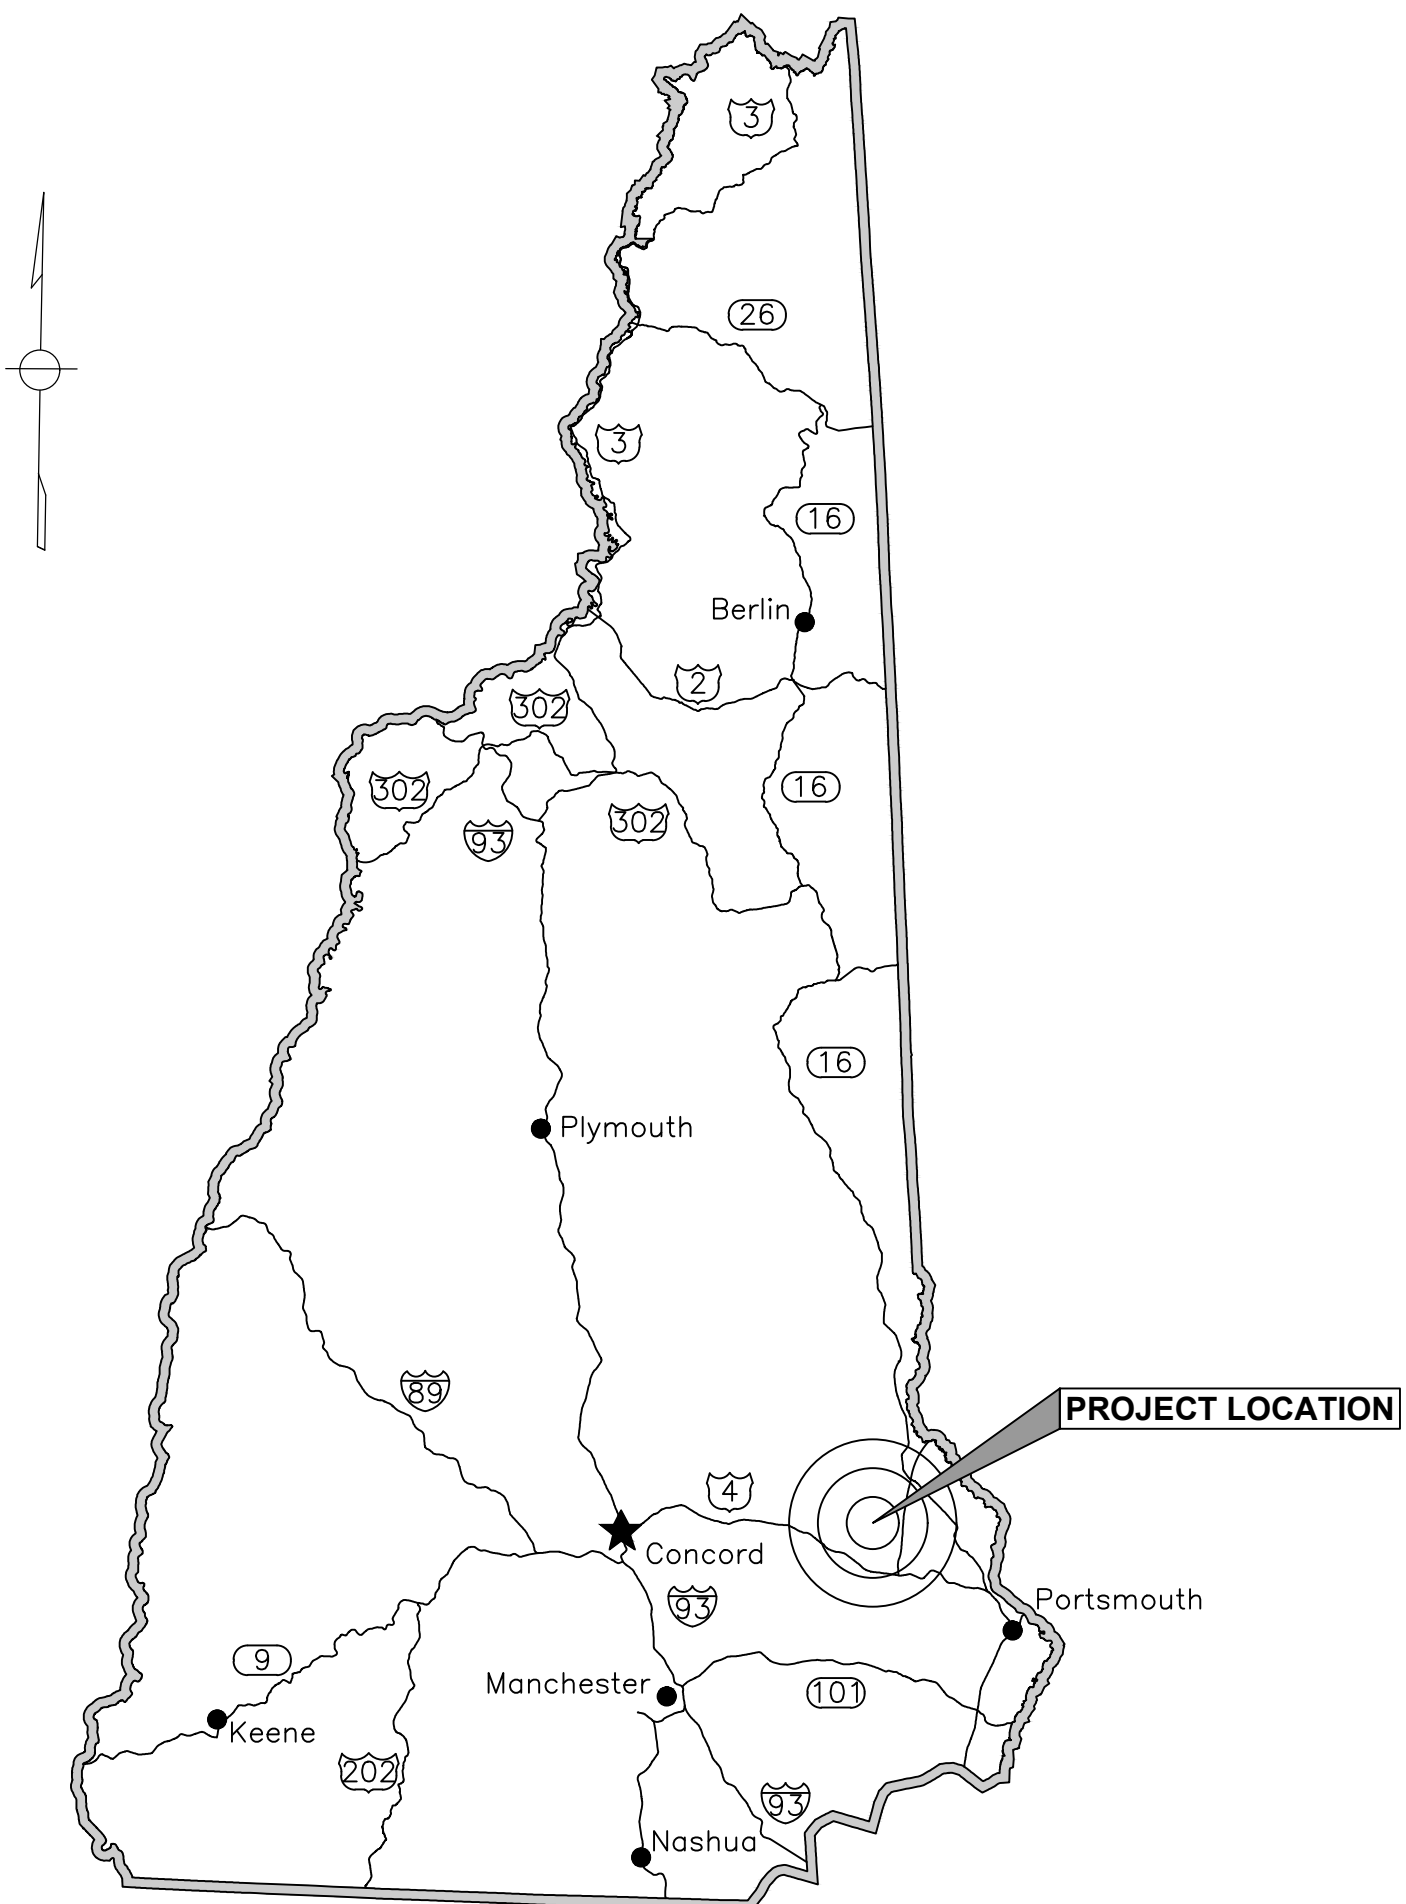 3
26
3
16
Berlin
2
302
302
16
302
93
16
Plymouth
89
PROJECT LOCATION
4
Concord
93
Portsmouth
9
Manchester
101
Keene
202
93
Nashua